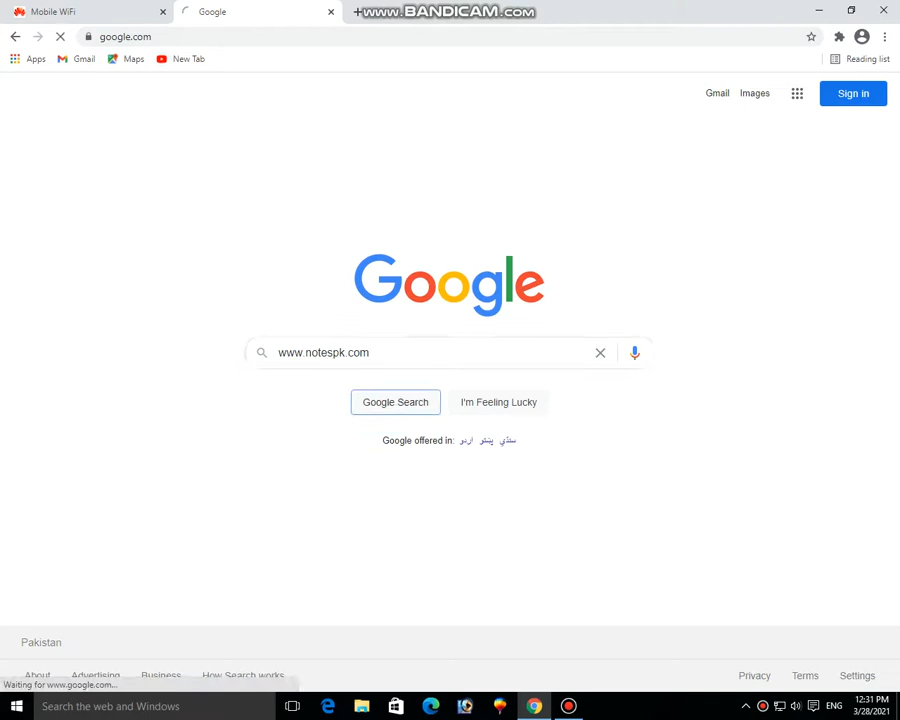 Mobile WiFi
Google
www.BANDICAM.com
google.com
Apps Gmail Maps New Tab Reading list
Gmail Images Sign in
Google
www.notespk.com
Google Search I'm Feeling Lucky
Google offered in: اردو پښتو سنڌي
Pakistan
About Advertising Business How Search works Privacy Terms Settings
Waiting for www.google.com...
Search the web and Windows
ENG
12:31 PM
3/28/2021